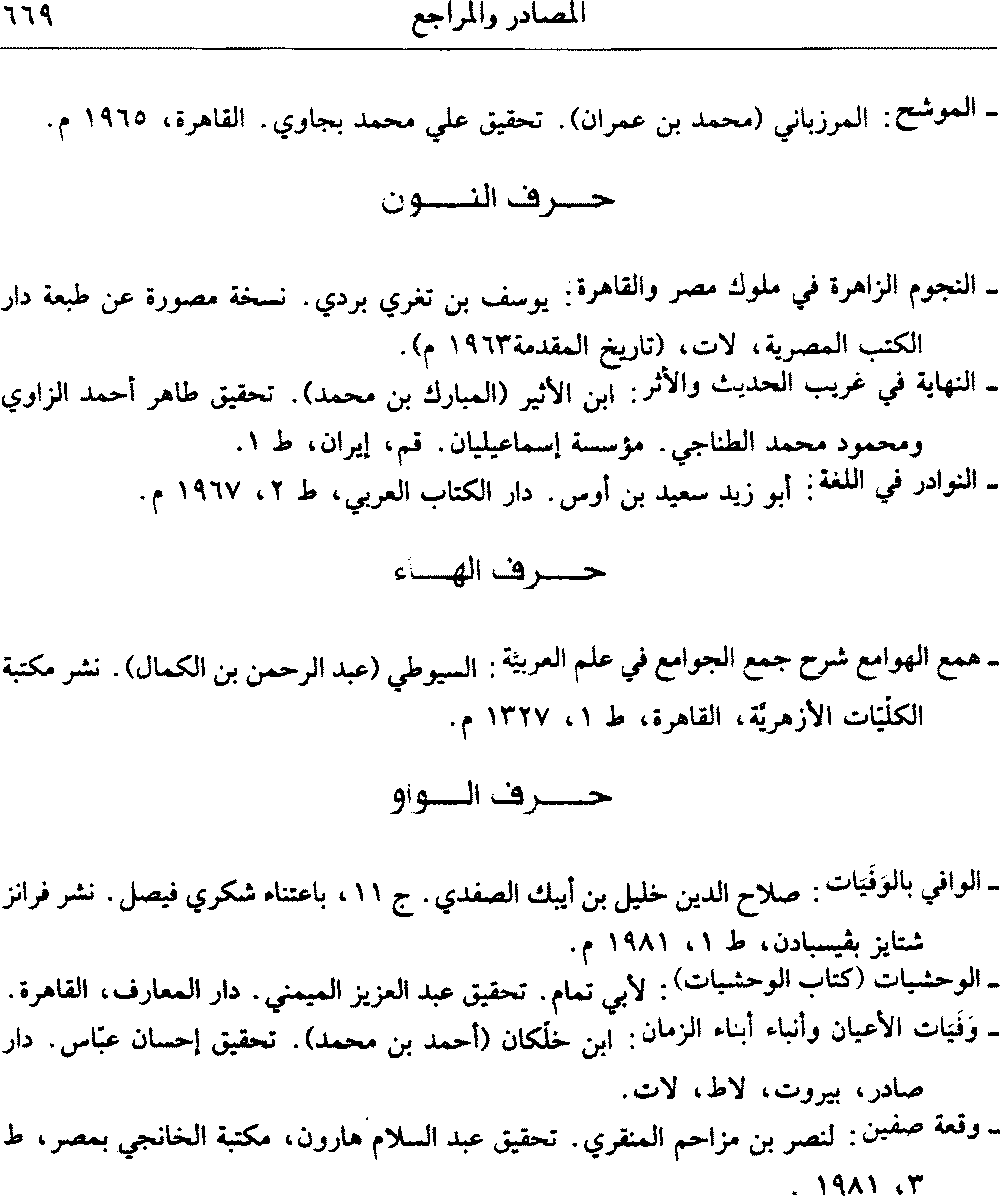 المصادر والمراجع ٦٦٩
- الموشح: المرزباني (محمد بن عمران). تحقيق علي محمد بجاوي. القاهرة، ١٩٦٥ م.
حرف النون
- النجوم الزاهرة في ملوك مصر والقاهرة: يوسف بن تغري بردي. نسخة مصورة عن طبعة دار
الكتب المصرية، لات، (تاريخ المقدمة١٩٦٣ م).
- النهاية في غريب الحديث والأثر: ابن الأثير (المبارك بن محمد). تحقيق طاهر أحمد الزاوي
ومحمود محمد الطناجي. مؤسسة إسماعيليان. قم، إيران، ط ١.
- النوادر في اللغة: أبو زيد سعيد بن أوس. دار الكتاب العربي، ط ٢، ١٩٦٧ م.
حرف الهاء
- همع الهوامع شرح جمع الجوامع في علم العربيّة: السيوطي (عبد الرحمن بن الكمال). نشر مكتبة
الكلّيّات الأزهريَّة، القاهرة، ط ١، ١٣٢٧ م.
حرف الواو
- الوافي بالوَفَيَات: صلاح الدين خليل بن أيبك الصفدي. ج ١١، باعتناء شكري فيصل. نشر فرانز
شتايز بڤيسبادن، ط ١، ١٩٨١ م.
- الوحشيات (كتاب الوحشيات): لأبي تمام. تحقيق عبد العزيز الميمني. دار المعارف، القاهرة.
- وَفَيَات الأعيان وأنباء أبناء الزمان: ابن خلّكان (أحمد بن محمد). تحقيق إحسان عبّاس. دار
صادر، بيروت، لاط، لات.
- وقعة صفين: لنصر بن مزاحم المنقري. تحقيق عبد السلام هارون، مكتبة الخانجي بمصر، ط
٣، ١٩٨١ .